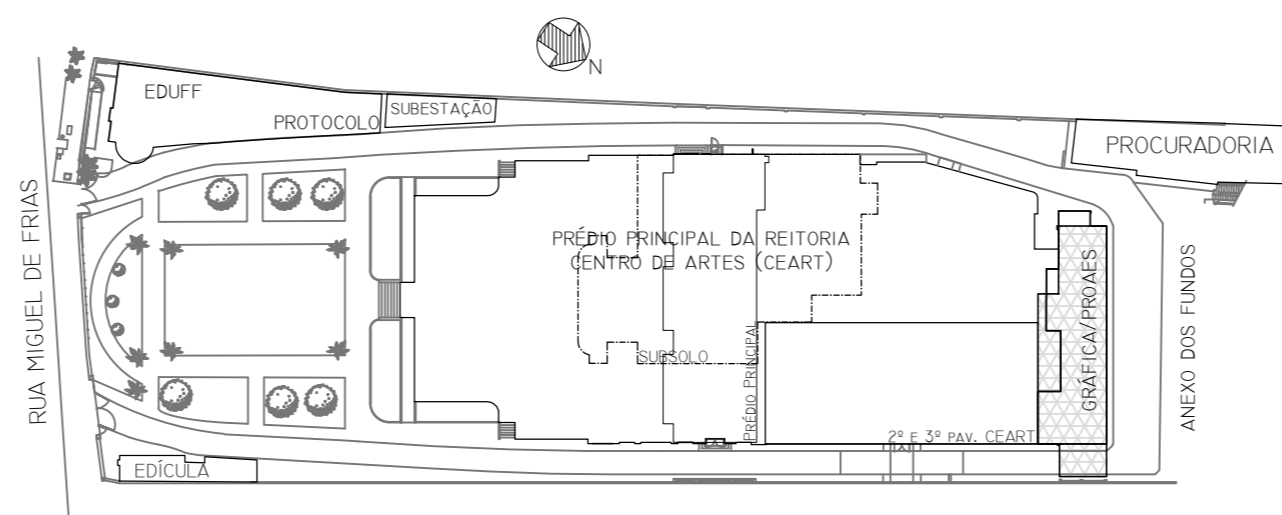 N
EDUFF
PROTOCOLO
SUBESTAÇÃO
PROCURADORIA
RUA MIGUEL DE FRIAS
PRÉDIO PRINCIPAL DA REITORIA
CENTRO DE ARTES (CEART)
SUBSOLO
PRÉDIO PRINCIPAL
2º E 3º PAV. CEART
GRÁFICA/PROAES
ANEXO DOS FUNDOS
EDÍCULA